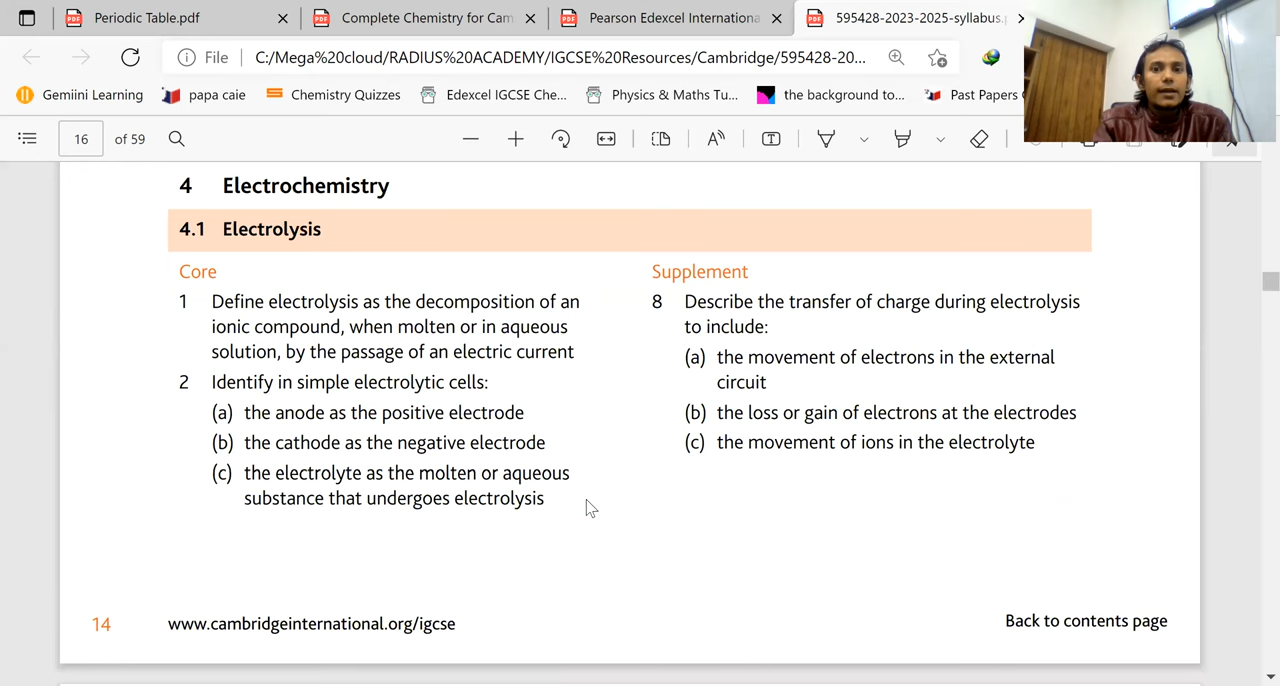 Periodic Table.pdf
Complete Chemistry for Cam
Pearson Edexcel Internationa
595428-2023-2025-syllabus.p
File
C:/Mega%20cloud/RADIUS%20ACADEMY/IGCSE%20Resources/Cambridge/595428-20...
Gemiini Learning
papa caie
Chemistry Quizzes
Edexcel IGCSE Che...
Physics & Maths Tu...
the background to...
Past Papers
16 of 59
4 Electrochemistry
4.1 Electrolysis
Core
1 Define electrolysis as the decomposition of an
ionic compound, when molten or in aqueous
solution, by the passage of an electric current
2 Identify in simple electrolytic cells:
(a) the anode as the positive electrode
(b) the cathode as the negative electrode
(c) the electrolyte as the molten or aqueous
substance that undergoes electrolysis
Supplement
8 Describe the transfer of charge during electrolysis
to include:
(a) the movement of electrons in the external
circuit
(b) the loss or gain of electrons at the electrodes
(c) the movement of ions in the electrolyte
14
www.cambridgeinternational.org/igcse
Back to contents page